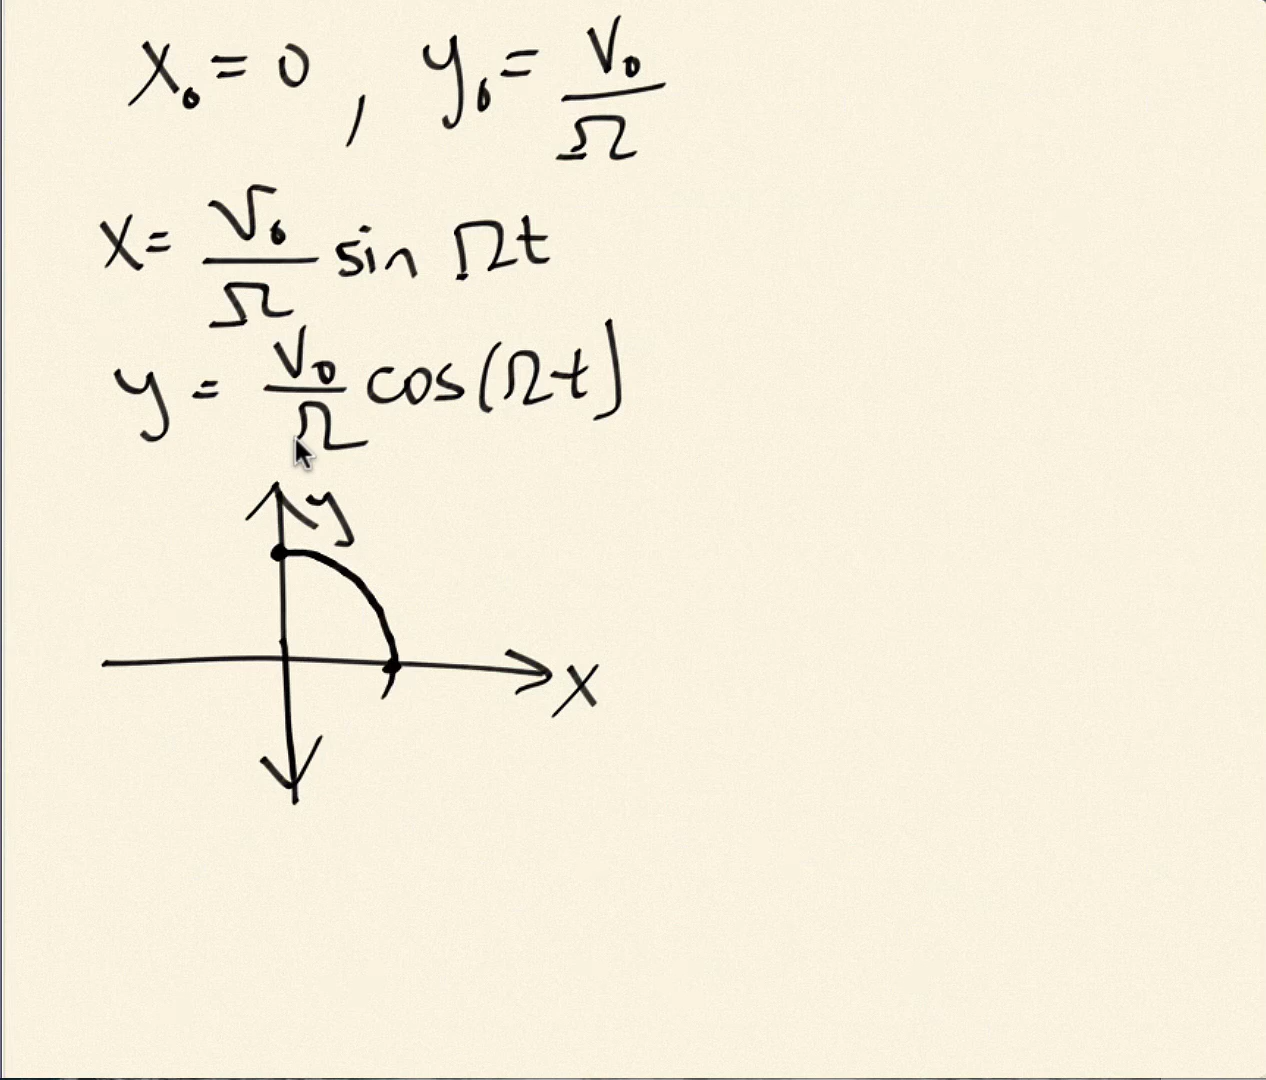 X₀ = 0 , y₀ = V₀/Ω
X = V₀/Ω sin Ωt
y = V₀/Ω cos(Ωt)
y
X